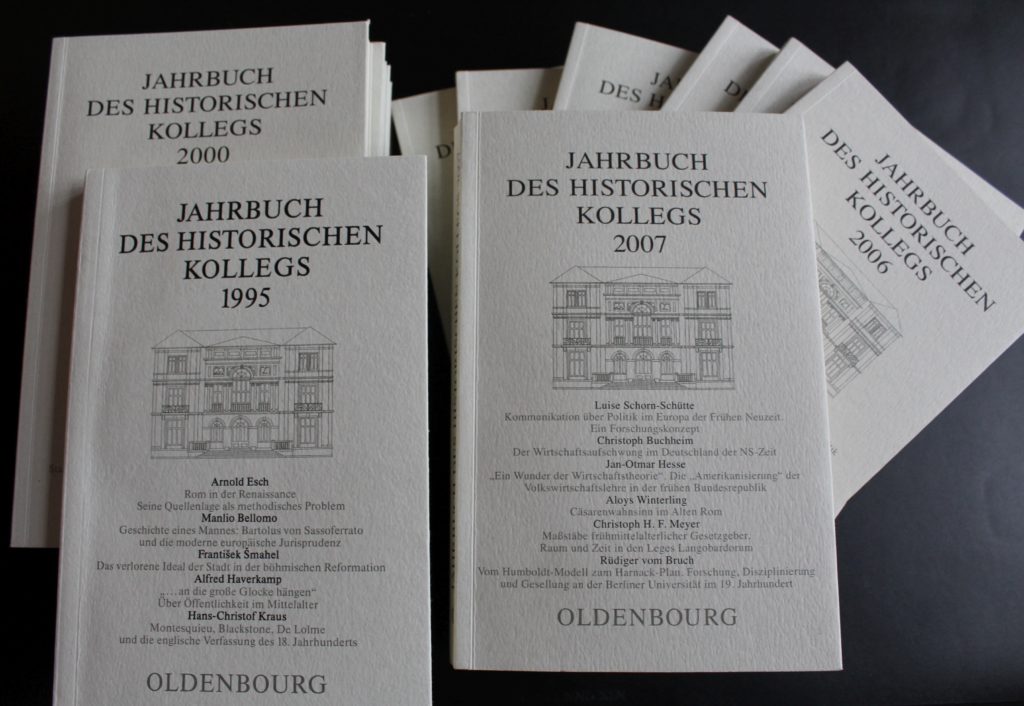 JAHRBUCH
DES HISTORISCHEN
KOLLEGS
2000
JAHRBUCH
DES HISTORISCHEN
KOLLEGS
1995
Arnold Esch
Rom in der Renaissance
Seine Quellenlage als methodisches Problem
Manlio Bellomo
Geschichte eines Mannes: Bartolus von Sassoferrato
und die moderne europäische Jurisprudenz
František Šmahel
Das verlorene Ideal der Stadt in der böhmischen Reformation
Alfred Haverkamp
„…an die große Glocke hängen“
Über Öffentlichkeit im Mittelalter
Hans-Christof Kraus
Montesquieu, Blackstone, De Lolme
und die englische Verfassung des 18. Jahrhunderts
OLDENBOURG
DES
JAHRBUCH
DES HISTORISCHEN
KOLLEGS
2007
Luise Schorn-Schütte
Kommunikation über Politik im Europa der Frühen Neuzeit.
Ein Forschungskonzept
Christoph Buchheim
Der Wirtschaftsaufschwung im Deutschland der NS-Zeit
Jan-Otmar Hesse
„Ein Wunder der Wirtschaftstheorie“. Die „Amerikanisierung“ der
Volkswirtschaftslehre in der frühen Bundesrepublik
Aloys Winterling
Cäsarenwahnsinn im Alten Rom
Christoph H. F. Meyer
Maßstäbe frühmittelalterlicher Gesetzgeber.
Raum und Zeit in den Leges Langobardorum
Rüdiger vom Bruch
Vom Humboldt-Modell zum Harnack-Plan. Forschung, Disziplinierung
und Gesellung an der Berliner Universität im 19. Jahrhundert
OLDENBOURG
JAHRBUCH
DES HISTORISCHEN
KOLLEGS
2006